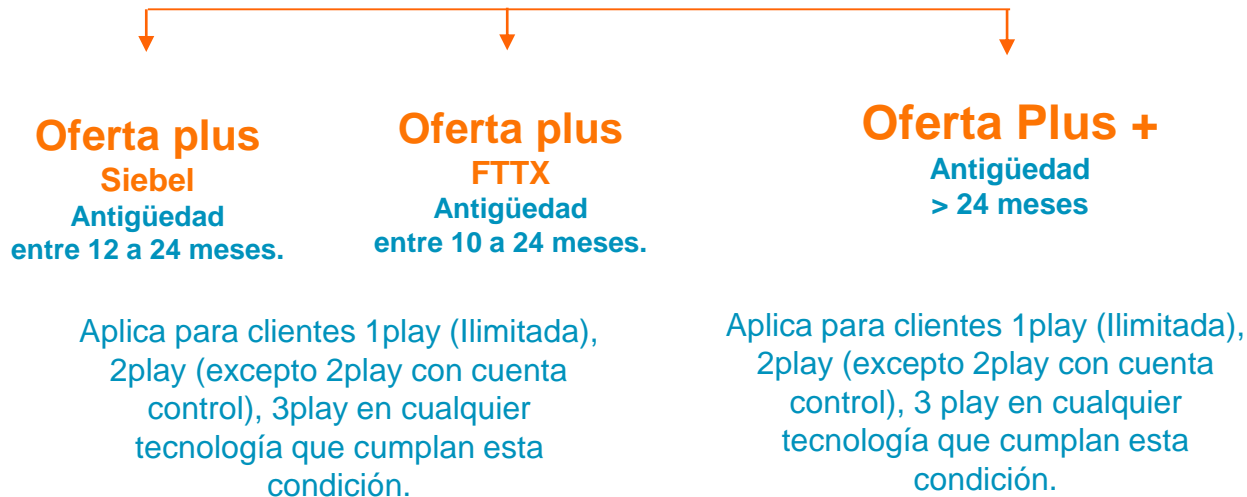 Oferta plus
Siebel
Antigüedad
entre 12 a 24 meses.
Oferta plus
FTTX
Antigüedad
entre 10 a 24 meses.
Oferta Plus +
Antigüedad
> 24 meses
Aplica para clientes 1play (Ilimitada),
2play (excepto 2play con cuenta
control), 3play en cualquier
tecnología que cumplan esta
condición.
Aplica para clientes 1play (Ilimitada),
2play (excepto 2play con cuenta
control), 3 play en cualquier
tecnología que cumplan esta
condición.